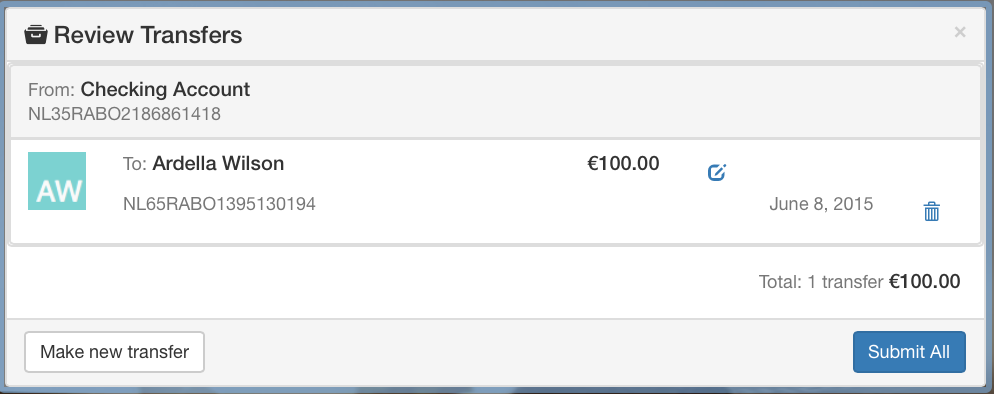 Review Transfers ×
From: Checking Account
NL35RABO2186861418
AW
To: Ardella Wilson €100.00
NL65RABO1395130194 June 8, 2015
Total: 1 transfer €100.00
Make new transfer Submit All